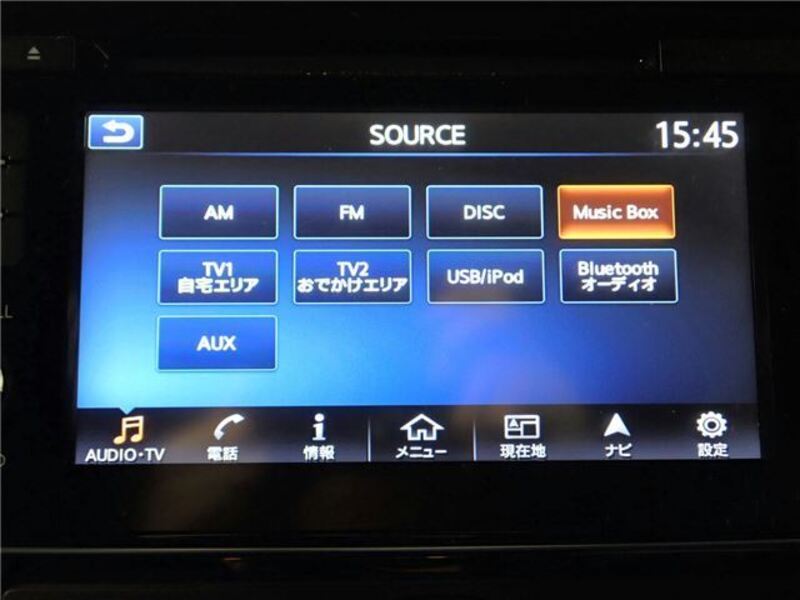 SOURCE
15:45
AM
FM
DISC
Music Box
TV1
自宅エリア
TV2
おでかけエリア
USB/iPod
Bluetooth
オーディオ
AUX
AUDIO・TV
電話
情報
メニュー
現在地
ナビ
設定